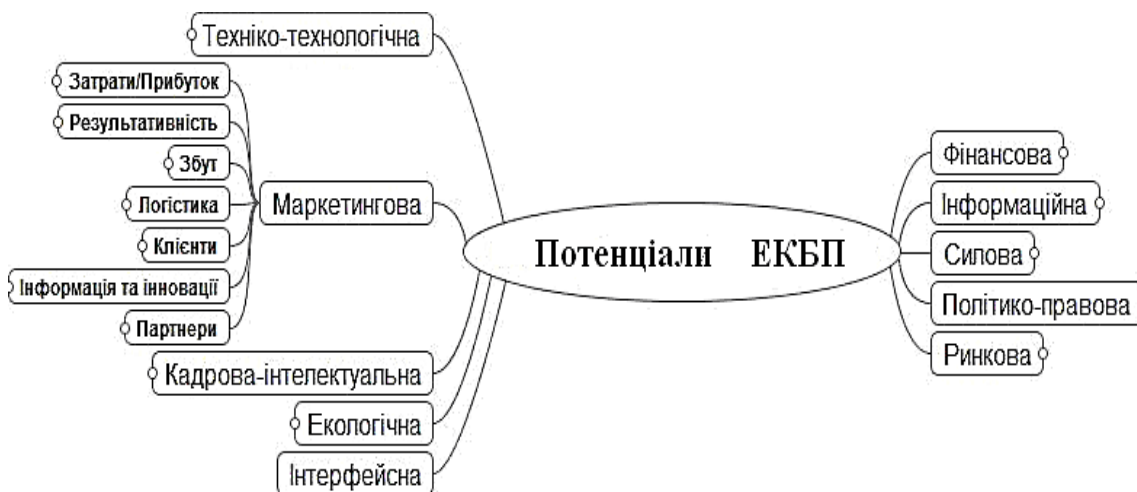 Техніко-технологічна
Затрати/Прибуток
Результативність
Збут
Логістика
Клієнти
Інформація та інновації
Партнери
Маркетингова
Кадрова-інтелектуальна
Екологічна
Інтерфейсна
Потенціали ЕКБП
Фінансова
Інформаційна
Силова
Політико-правова
Ринкова